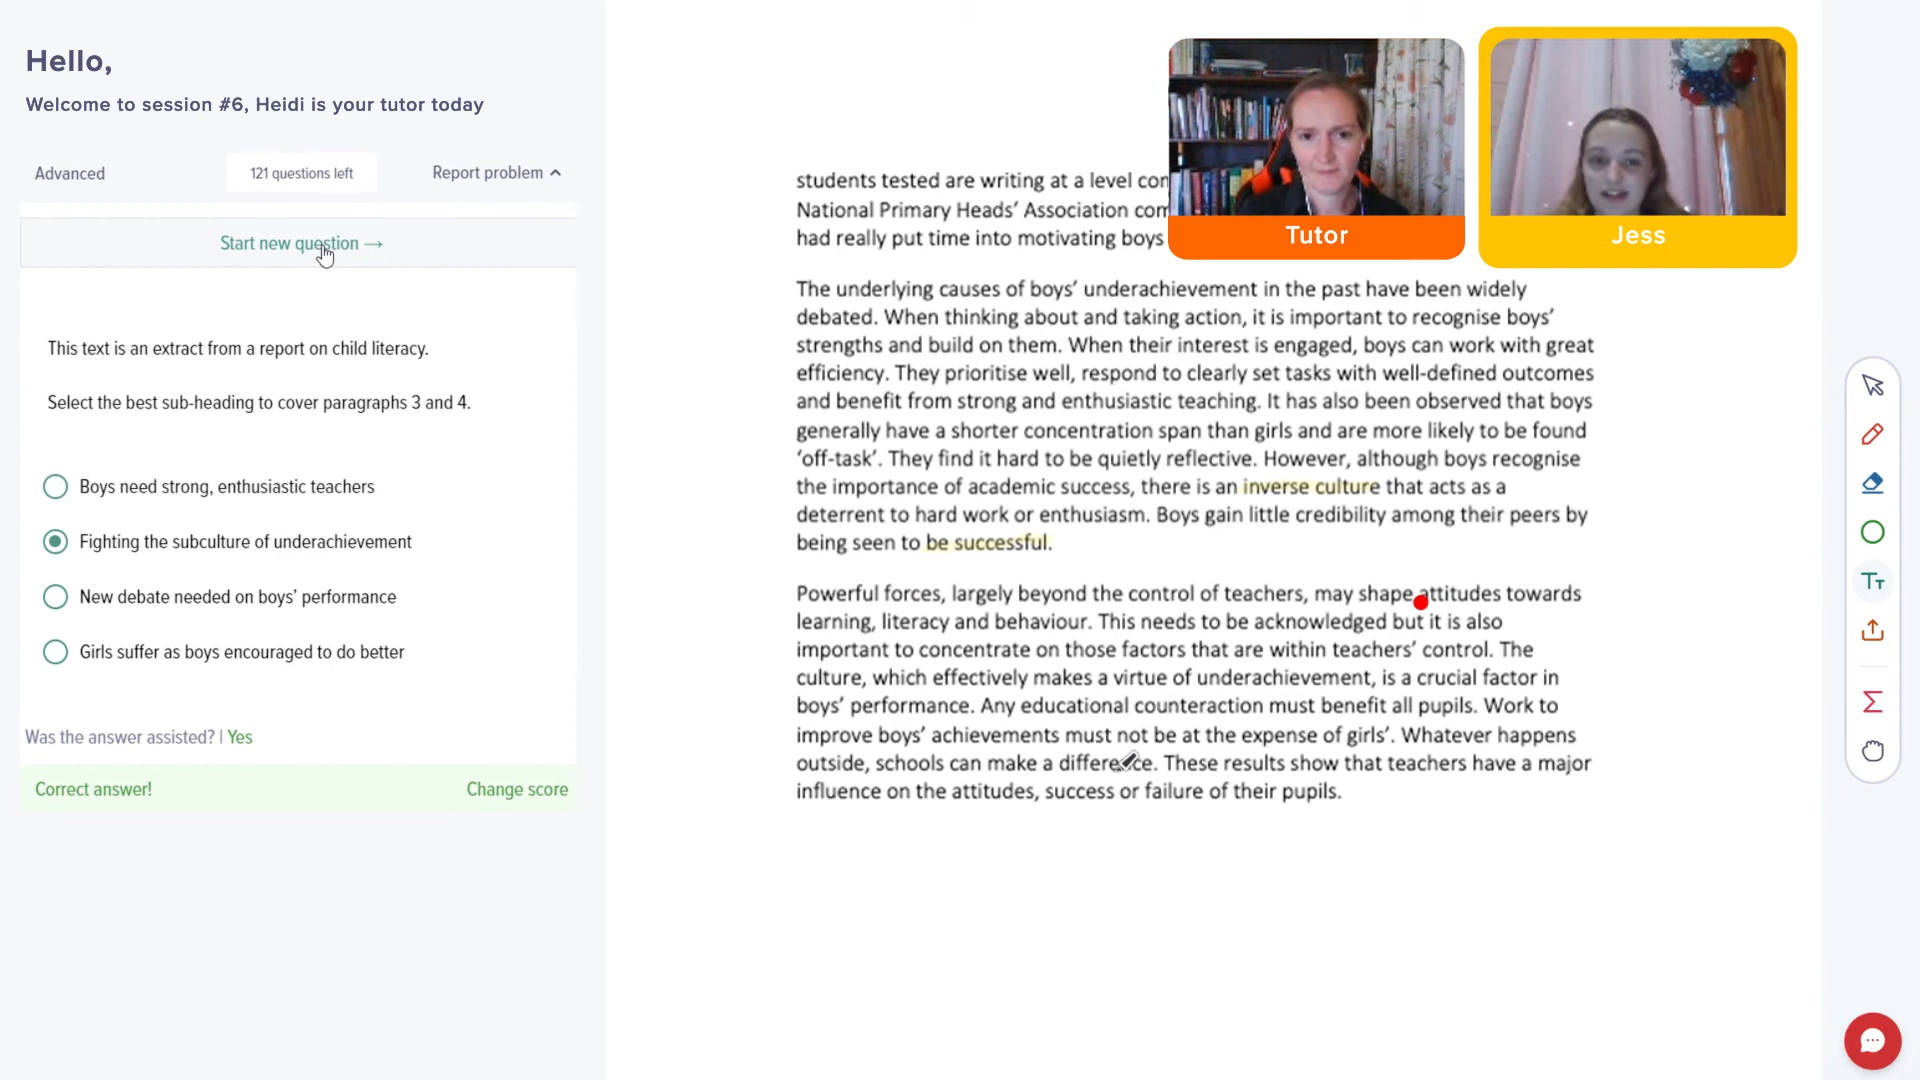 Hello,
Welcome to session #6, Heidi is your tutor today
Advanced
121 questions left
Report problem
Start new question →
This text is an extract from a report on child literacy.
Select the best sub-heading to cover paragraphs 3 and 4.
Boys need strong, enthusiastic teachers
Fighting the subculture of underachievement
New debate needed on boys' performance
Girls suffer as boys encouraged to do better
Was the answer assisted? | Yes
Correct answer!
Change score
students tested are writing at a level
National Primary Heads' Association
had really put time into motivating boys
Tutor
Jess
The underlying causes of boys' underachievement in the past have been widely
debated. When thinking about and taking action, it is important to recognise boys'
strengths and build on them. When their interest is engaged, boys can work with great
efficiency. They prioritise well, respond to clearly set tasks with well-defined outcomes
and benefit from strong and enthusiastic teaching. It has also been observed that boys
generally have a shorter concentration span than girls and are more likely to be found
'off-task'. They find it hard to be quietly reflective. However, although boys recognise
the importance of academic success, there is an inverse culture that acts as a
deterrent to hard work or enthusiasm. Boys gain little credibility among their peers by
being seen to be successful.
Powerful forces, largely beyond the control of teachers, may shape attitudes towards
learning, literacy and behaviour. This needs to be acknowledged but it is also
important to concentrate on those factors that are within teachers' control. The
culture, which effectively makes a virtue of underachievement, is a crucial factor in
boys' performance. Any educational counteraction must benefit all pupils. Work to
improve boys' achievements must not be at the expense of girls'. Whatever happens
outside, schools can make a difference. These results show that teachers have a major
influence on the attitudes, success or failure of their pupils.
Tт
Σ